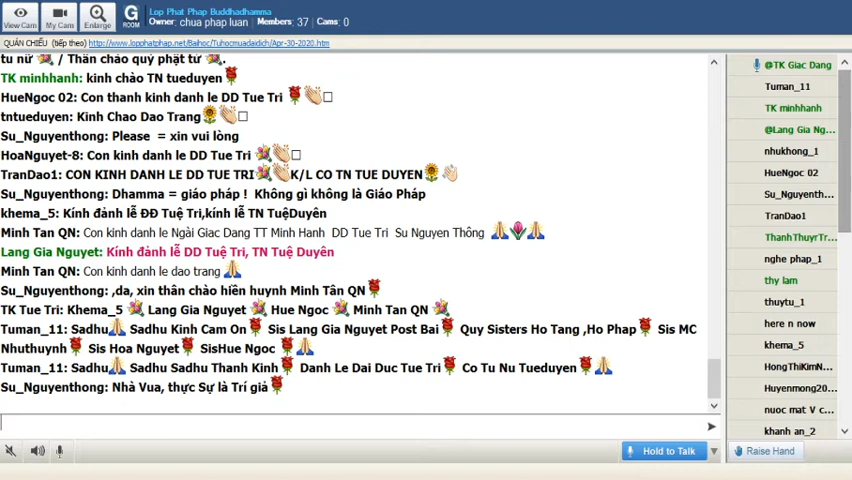 Lop Phat Phap Buddhadhamma
Owner: chua phap luan Members: 37 Cams: 0
View Cam
My Cam
Enlarge
G
ROOM
QUÁN CHIẾU (tiếp theo) http://www.lopphatphap.net/Baihoc/Tuhocmuadaidich/Apr-30-2020.htm
tu nữ / Thân chào quý phật tử .
TK minhhanh: kinh chào TN tueduyen
HueNgoc 02: Con thanh kinh danh le DD Tue Tri
tntueduyen: Kinh Chao Dao Trang
Su_Nguyenthong: Please = xin vui lòng
HoaNguyet-8: Con kinh danh le DD Tue Tri
TranDao1: CON KINH DANH LE DD TUE TRI K/L CO TN TUE DUYEN
Su_Nguyenthong: Dhamma = giáo pháp ! Không gì không là Giáo Pháp
khema_5: Kính đảnh lễ ĐĐ Tuệ Tri,kính lễ TN TuệDuyên
Minh Tan QN: Con kinh danh le Ngài Giac Dang TT Minh Hanh DD Tue Tri Su Nguyen Thông
Lang Gia Nguyet: Kính đảnh lễ DD Tuệ Tri, TN Tuệ Duyên
Minh Tan QN: Con kinh danh le dao trang
Su_Nguyenthong: ,da, xin thân chào hiền huynh Minh Tân QN
TK Tue Tri: Khema_5 Lang Gia Nguyet Hue Ngoc Minh Tan QN
Tuman_11: Sadhu Sadhu Kinh Cam On Sis Lang Gia Nguyet Post Bai Quy Sisters Ho Tang ,Ho Phap Sis MC
Nhuthuynh Sis Hoa Nguyet SisHue Ngoc
Tuman_11: Sadhu Sadhu Sadhu Thanh Kinh Danh Le Dai Duc Tue Tri Co Tu Nu Tueduyen
Su_Nguyenthong: Nhà Vua, thực Sự là Trí giả
@TK Giac Dang
Tuman_11
TK minhhanh
@Lang Gia Ng...
nhukhong_1
HueNgoc 02
Su_Nguyenth...
TranDao1
ThanhThuyrTr...
nghe phap_1
thy lam
thuytu_1
here n now
khema_5
HongThiKimN...
Huyenmong20...
nuoc mat V c...
khanh an_2
Hold to Talk
Raise Hand